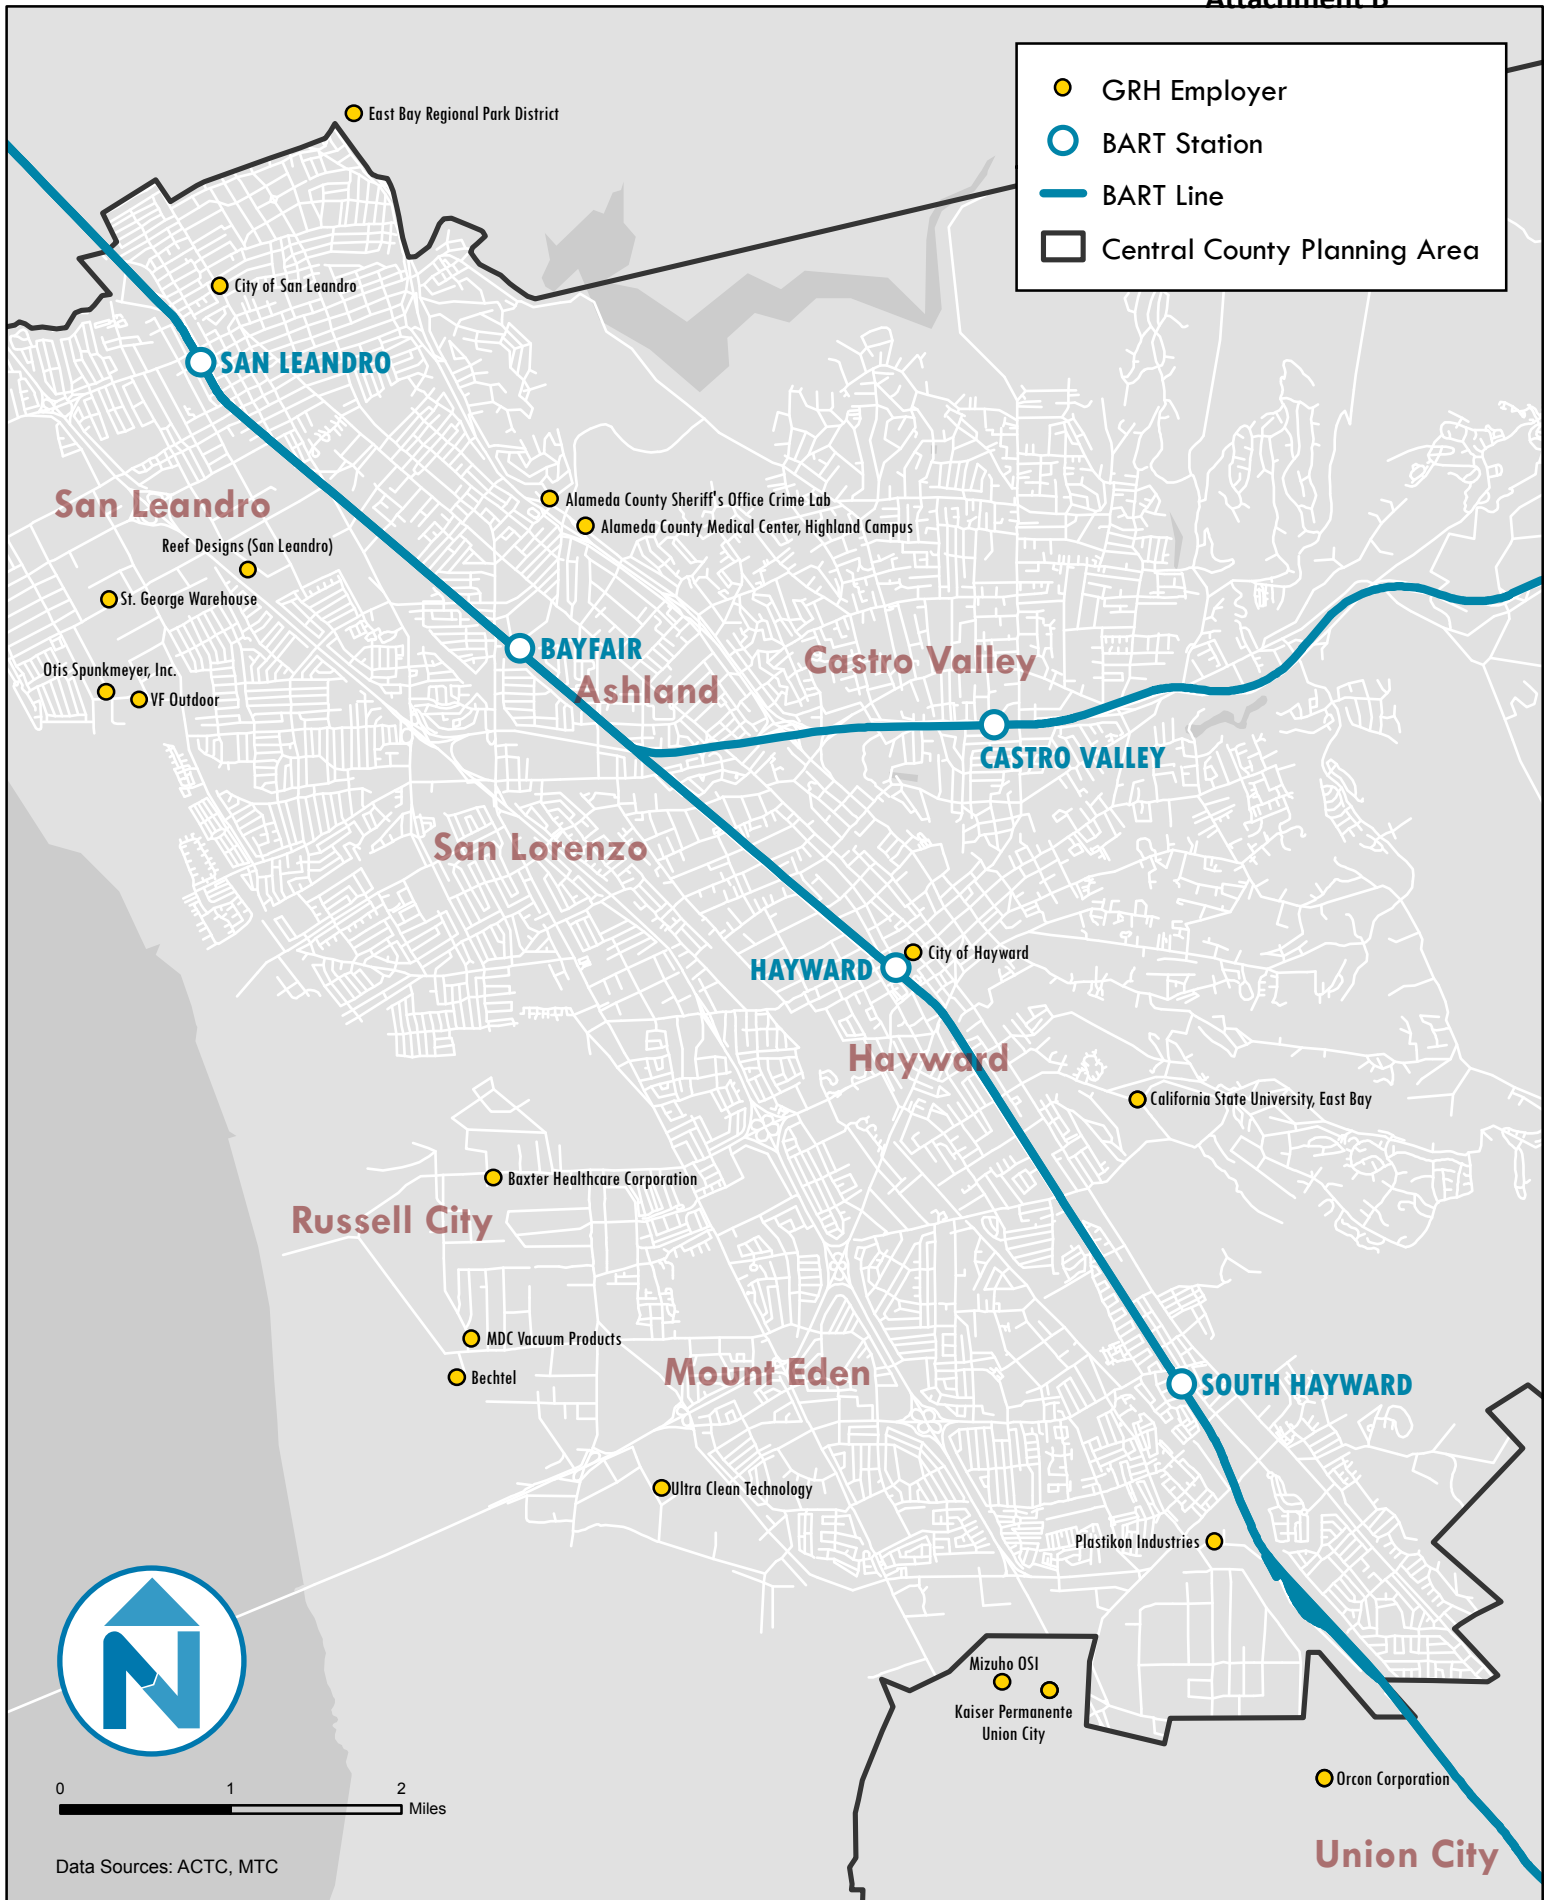 Attachment B
GRH Employer
BART Station
BART Line
Central County Planning Area
East Bay Regional Park District
City of San Leandro
SAN LEANDRO
San Leandro
Alameda County Sheriff's Office Crime Lab
Alameda County Medical Center, Highland Campus
Reef Designs (San Leandro)
St. George Warehouse
BAYFAIR
Castro Valley
Otis Spunkmeyer, Inc.
VF Outdoor
Ashland
CASTRO VALLEY
San Lorenzo
City of Hayward
HAYWARD
Hayward
California State University, East Bay
Baxter Healthcare Corporation
Russell City
MDC Vacuum Products
Bechtel
Mount Eden
SOUTH HAYWARD
Ultra Clean Technology
Plastikon Industries
N
Mizuho OSI
Kaiser Permanente
Union City
Orcon Corporation
0 1 2
Miles
Union City
Data Sources: ACTC, MTC